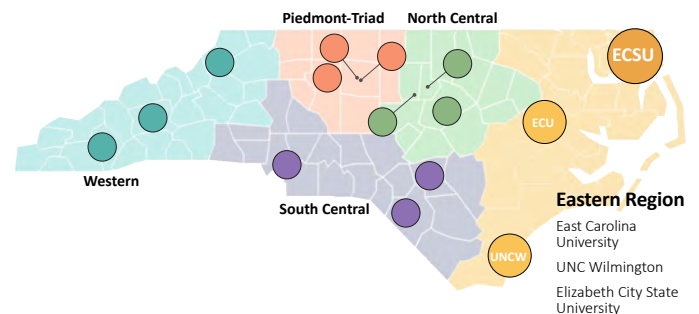 Piedmont-Triad
North Central
ECSU
ECU
Western
South Central
UNCW
Eastern Region
East Carolina
University
UNC Wilmington
Elizabeth City State
University